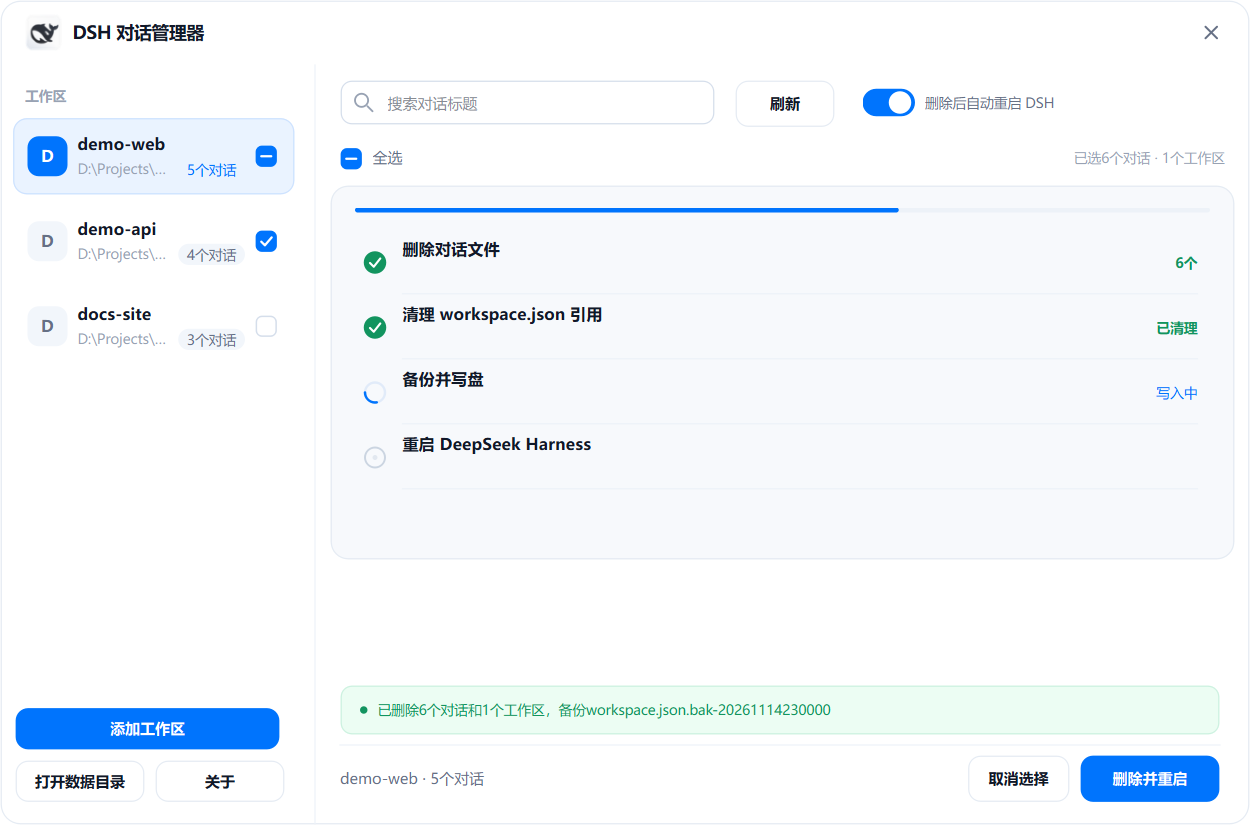 DSH 对话管理器
工作区
D
demo-web
D:\Projects\...
5个对话
D
demo-api
D:\Projects\...
4个对话
D
docs-site
D:\Projects\...
3个对话
添加工作区
打开数据目录
关于
搜索对话标题
刷新
删除后自动重启 DSH
全选
已选6个对话 · 1个工作区
删除对话文件
6个
清理 workspace.json 引用
已清理
备份并写盘
写入中
重启 DeepSeek Harness
已删除6个对话和1个工作区，备份workspace.json.bak-20261114230000
demo-web · 5个对话
取消选择
删除并重启